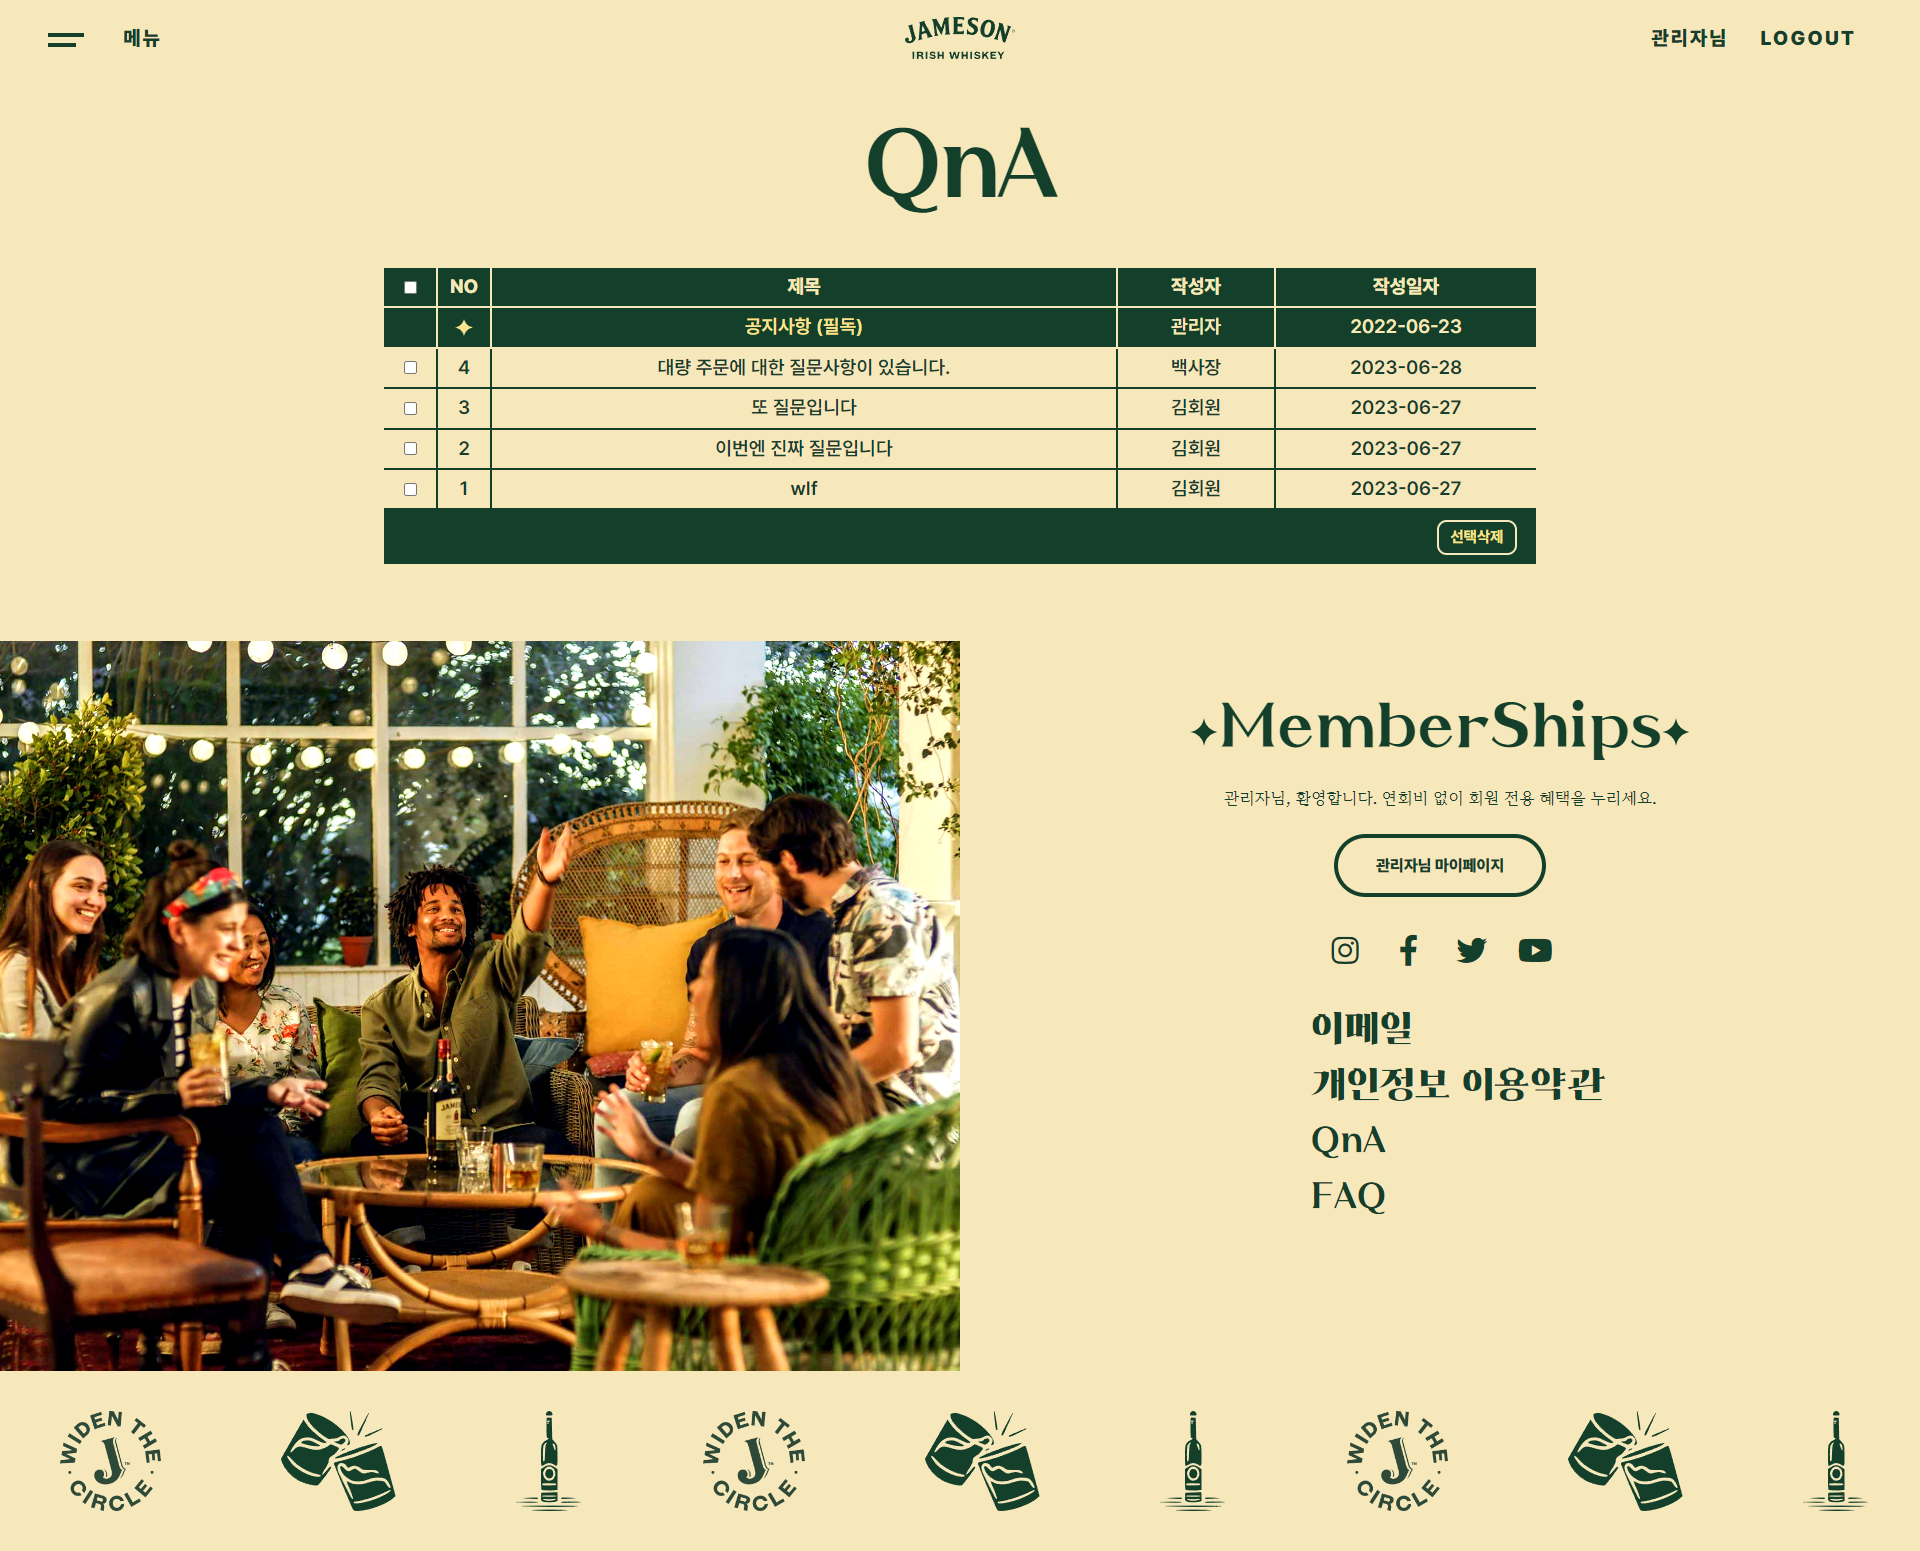 메뉴
JAMESON
IRISH WHISKEY
관리자님 LOGOUT
QnA
NO 제목 작성자 작성일자
✦ 공지사항 (필독) 관리자 2022-06-23
4 대량 주문에 대한 질문사항이 있습니다. 백사장 2023-06-28
3 또 질문입니다 김회원 2023-06-27
2 이번엔 진짜 질문입니다 김회원 2023-06-27
1 wlf 김회원 2023-06-27
선택삭제
✦MemberShips✦
관리자님, 환영합니다. 연회비 없이 회원 전용 혜택을 누리세요.
관리자님 마이페이지
이메일
개인정보 이용약관
QnA
FAQ
JAMESON
WIDEN THE CIRCLE J ™
WIDEN THE CIRCLE J ™
WIDEN THE CIRCLE J ™